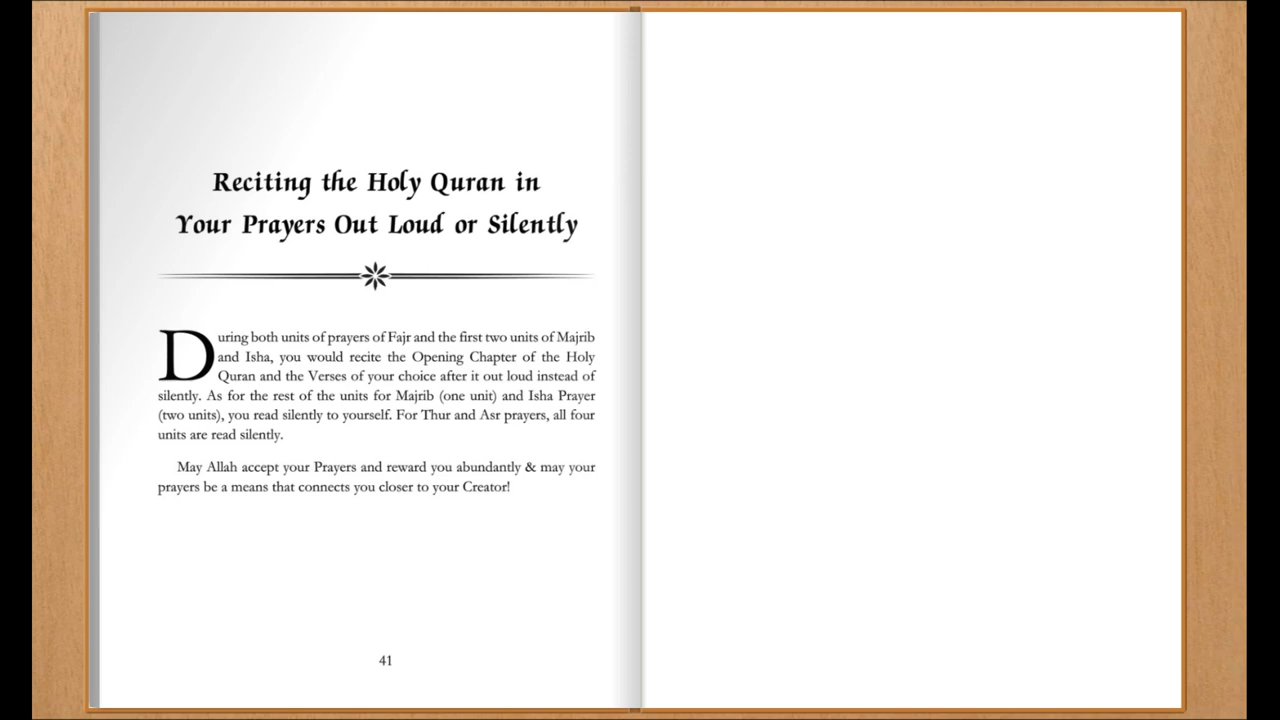 Reciting the Holy Quran in
Your Prayers Out Loud or Silently
During both units of prayers of Fajr and the first two units of Majrib
and Isha, you would recite the Opening Chapter of the Holy
Quran and the Verses of your choice after it out loud instead of
silently. As for the rest of the units for Majrib (one unit) and Isha Prayer
(two units), you read silently to yourself. For Thur and Asr prayers, all four
units are read silently.
May Allah accept your Prayers and reward you abundantly & may your
prayers be a means that connects you closer to your Creator!
41